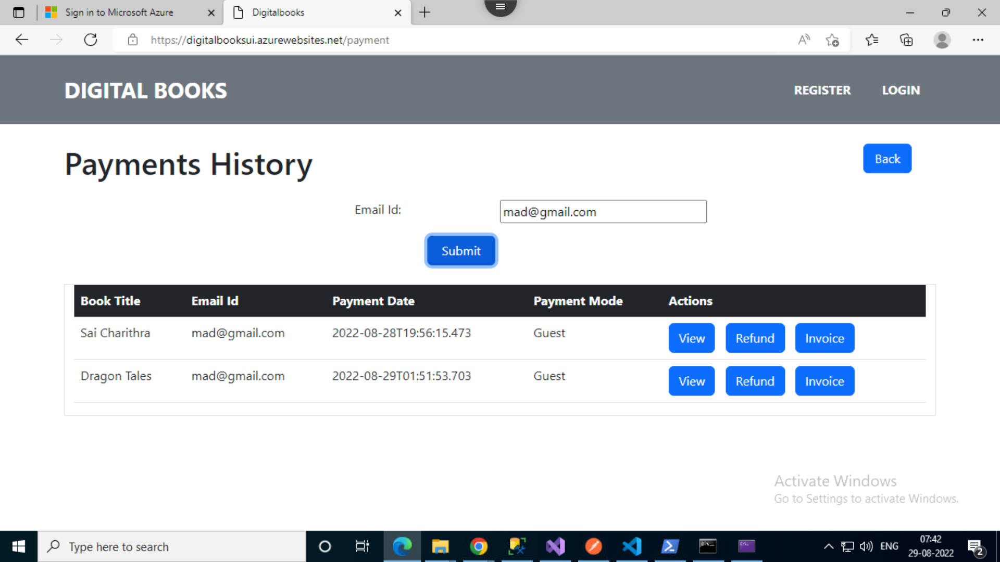 Sign in to Microsoft Azure
Digitalbooks
https://digitalbooksui.azurewebsites.net/payment
DIGITAL BOOKS
REGISTER
LOGIN
Payments History
Back
Email Id:
mad@gmail.com
Submit
Book Title Email Id Payment Date Payment Mode Actions
Sai Charithra mad@gmail.com 2022-08-28T19:56:15.473 Guest View Refund Invoice
Dragon Tales mad@gmail.com 2022-08-29T01:51:53.703 Guest View Refund Invoice
Activate Windows
Go to Settings to activate Windows.
Type here to search
ENG
07:42
29-08-2022
2